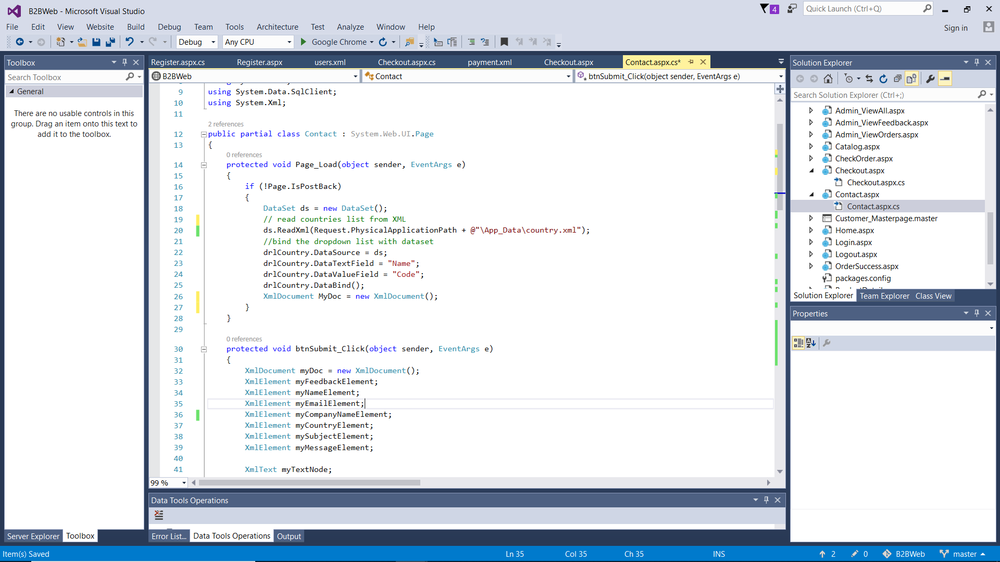 B2BWeb - Microsoft Visual Studio
4
Quick Launch (Ctrl+Q)
File Edit View Website Build Debug Team Tools Architecture Test Analyze Window Help
Sign in
Debug Any CPU Google Chrome
Toolbox
Search Toolbox
General
There are no usable controls in this
group. Drag an item onto this text to
add it to the toolbox.
Server Explorer Toolbox
Register.aspx.cs Register.aspx users.xml Checkout.aspx.cs payment.xml Checkout.aspx Contact.aspx.cs*
B2BWeb Contact btnSubmit_Click(object sender, EventArgs e)
9 using System.Data.SqlClient;
10 using System.Xml;
11
2 references
12 public partial class Contact : System.Web.UI.Page
13 {
0 references
14 protected void Page_Load(object sender, EventArgs e)
15 {
16 if (!Page.IsPostBack)
17 {
18 DataSet ds = new DataSet();
19 // read countries list from XML
20 ds.ReadXml(Request.PhysicalApplicationPath + @"\App_Data\country.xml");
21 //bind the dropdown list with dataset
22 drlCountry.DataSource = ds;
23 drlCountry.DataTextField = "Name";
24 drlCountry.DataValueField = "Code";
25 drlCountry.DataBind();
26 XmlDocument MyDoc = new XmlDocument();
27 }
28 }
29
0 references
30 protected void btnSubmit_Click(object sender, EventArgs e)
31 {
32 XmlDocument myDoc = new XmlDocument();
33 XmlElement myFeedbackElement;
34 XmlElement myNameElement;
35 XmlElement myEmailElement;
36 XmlElement myCompanyNameElement;
37 XmlElement myCountryElement;
38 XmlElement mySubjectElement;
39 XmlElement myMessageElement;
40
41 XmlText myTextNode;
99 %
Data Tools Operations
Error List... Data Tools Operations Output
Solution Explorer
Search Solution Explorer (Ctrl+;)
Admin_ViewAll.aspx
Admin_ViewFeedback.aspx
Admin_ViewOrders.aspx
Catalog.aspx
CheckOrder.aspx
Checkout.aspx
Checkout.aspx.cs
Contact.aspx
Contact.aspx.cs
Customer_Masterpage.master
Home.aspx
Login.aspx
Logout.aspx
OrderSuccess.aspx
packages.config
Solution Explorer Team Explorer Class View
Properties
Item(s) Saved Ln 35 Col 35 Ch 35 INS 2 0 B2BWeb master